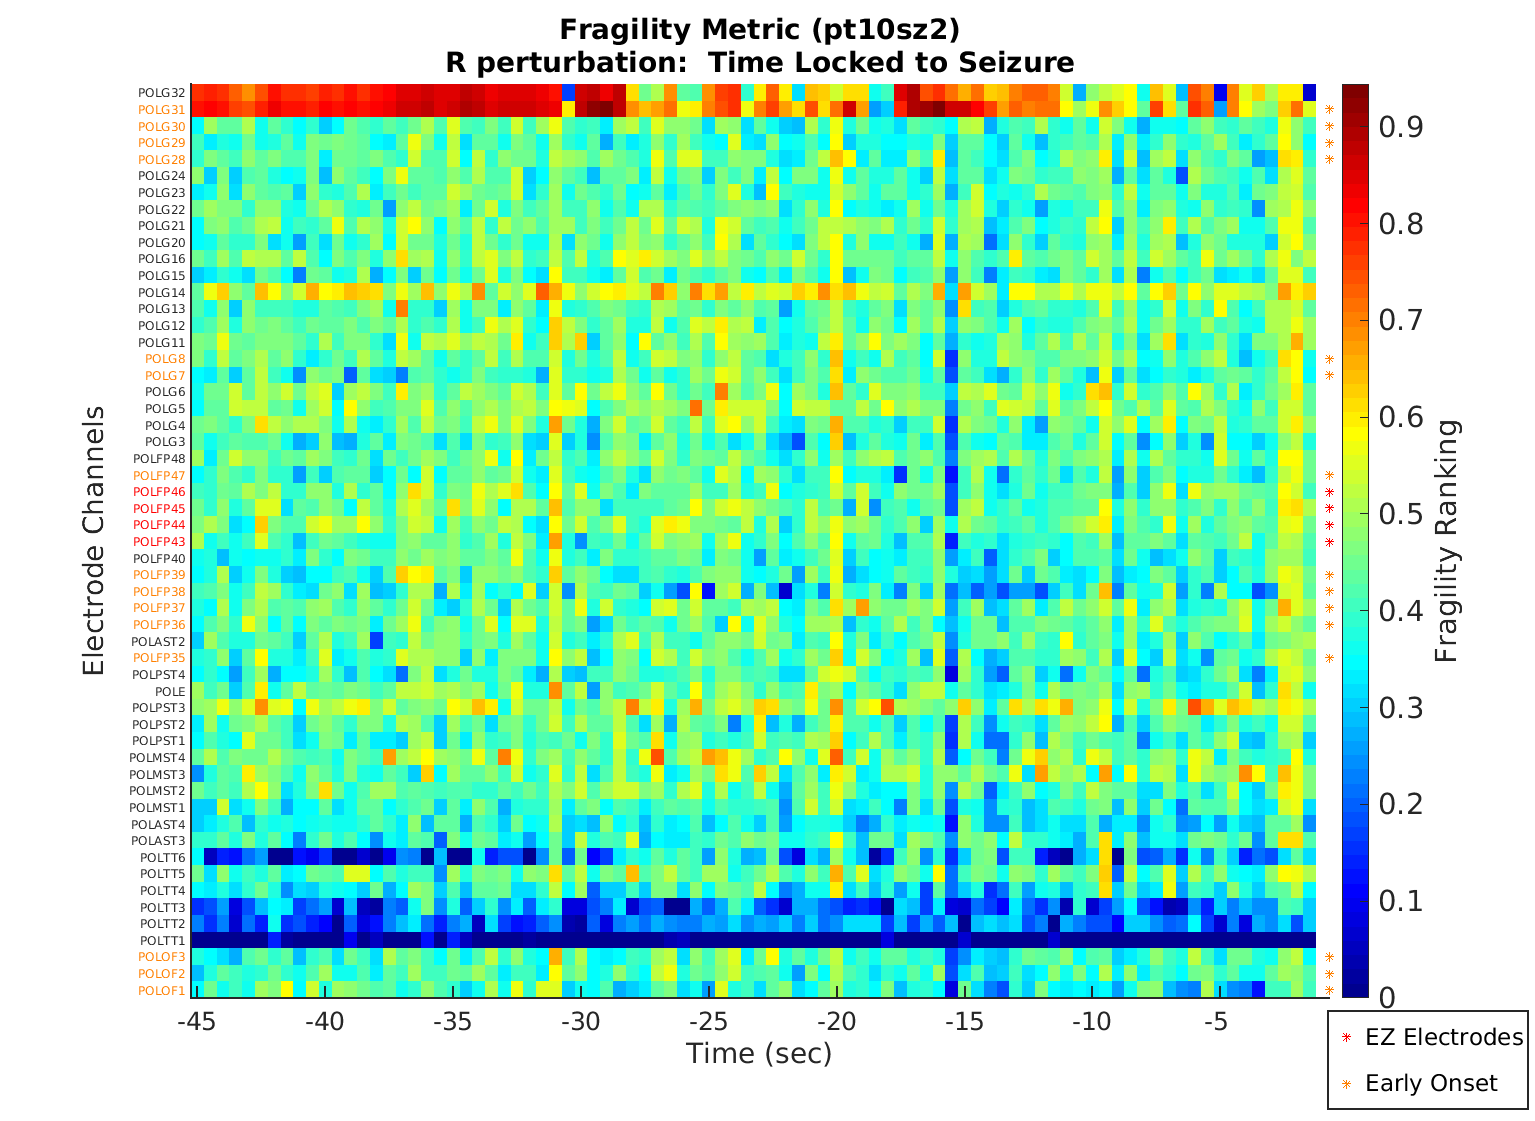 Fragility Metric (pt10sz2)
R perturbation:  Time Locked to Seizure
Electrode Channels
POLG32
POLG31
POLG30
POLG29
POLG28
POLG24
POLG23
POLG22
POLG21
POLG20
POLG16
POLG15
POLG14
POLG13
POLG12
POLG11
POLG8
POLG7
POLG6
POLG5
POLG4
POLG3
POLFP48
POLFP47
POLFP46
POLFP45
POLFP44
POLFP43
POLFP40
POLFP39
POLFP38
POLFP37
POLFP36
POLAST2
POLFP35
POLPST4
POLE
POLPST3
POLPST2
POLPST1
POLMST4
POLMST3
POLMST2
POLMST1
POLAST4
POLAST3
POLTT6
POLTT5
POLTT4
POLTT3
POLTT2
POLTT1
POLOF3
POLOF2
POLOF1
-45 -40 -35 -30 -25 -20 -15 -10 -5
Time (sec)
0.9
0.8
0.7
0.6
0.5
0.4
0.3
0.2
0.1
0
Fragility Ranking
EZ Electrodes
Early Onset